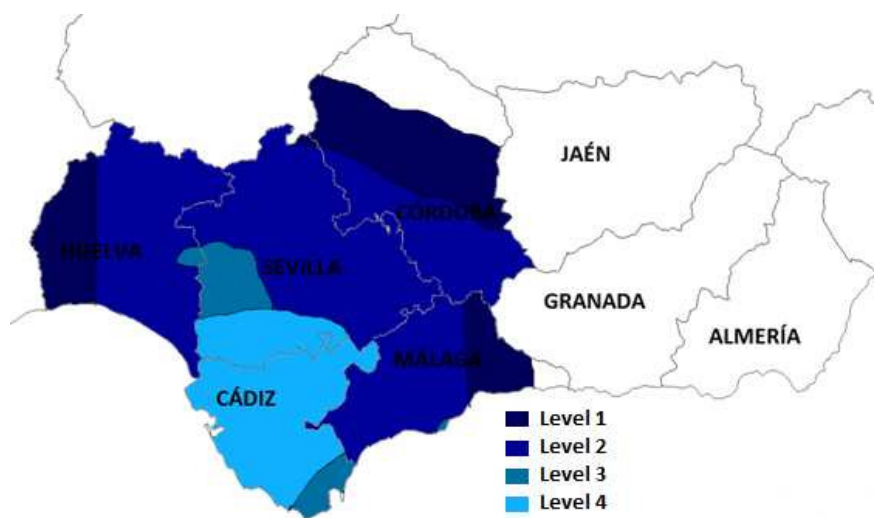 JAÉN
CÓRDOBA
HUELVA
SEVILLA
GRANADA
ALMERÍA
MÁLAGA
CÁDIZ
Level 1
Level 2
Level 3
Level 4